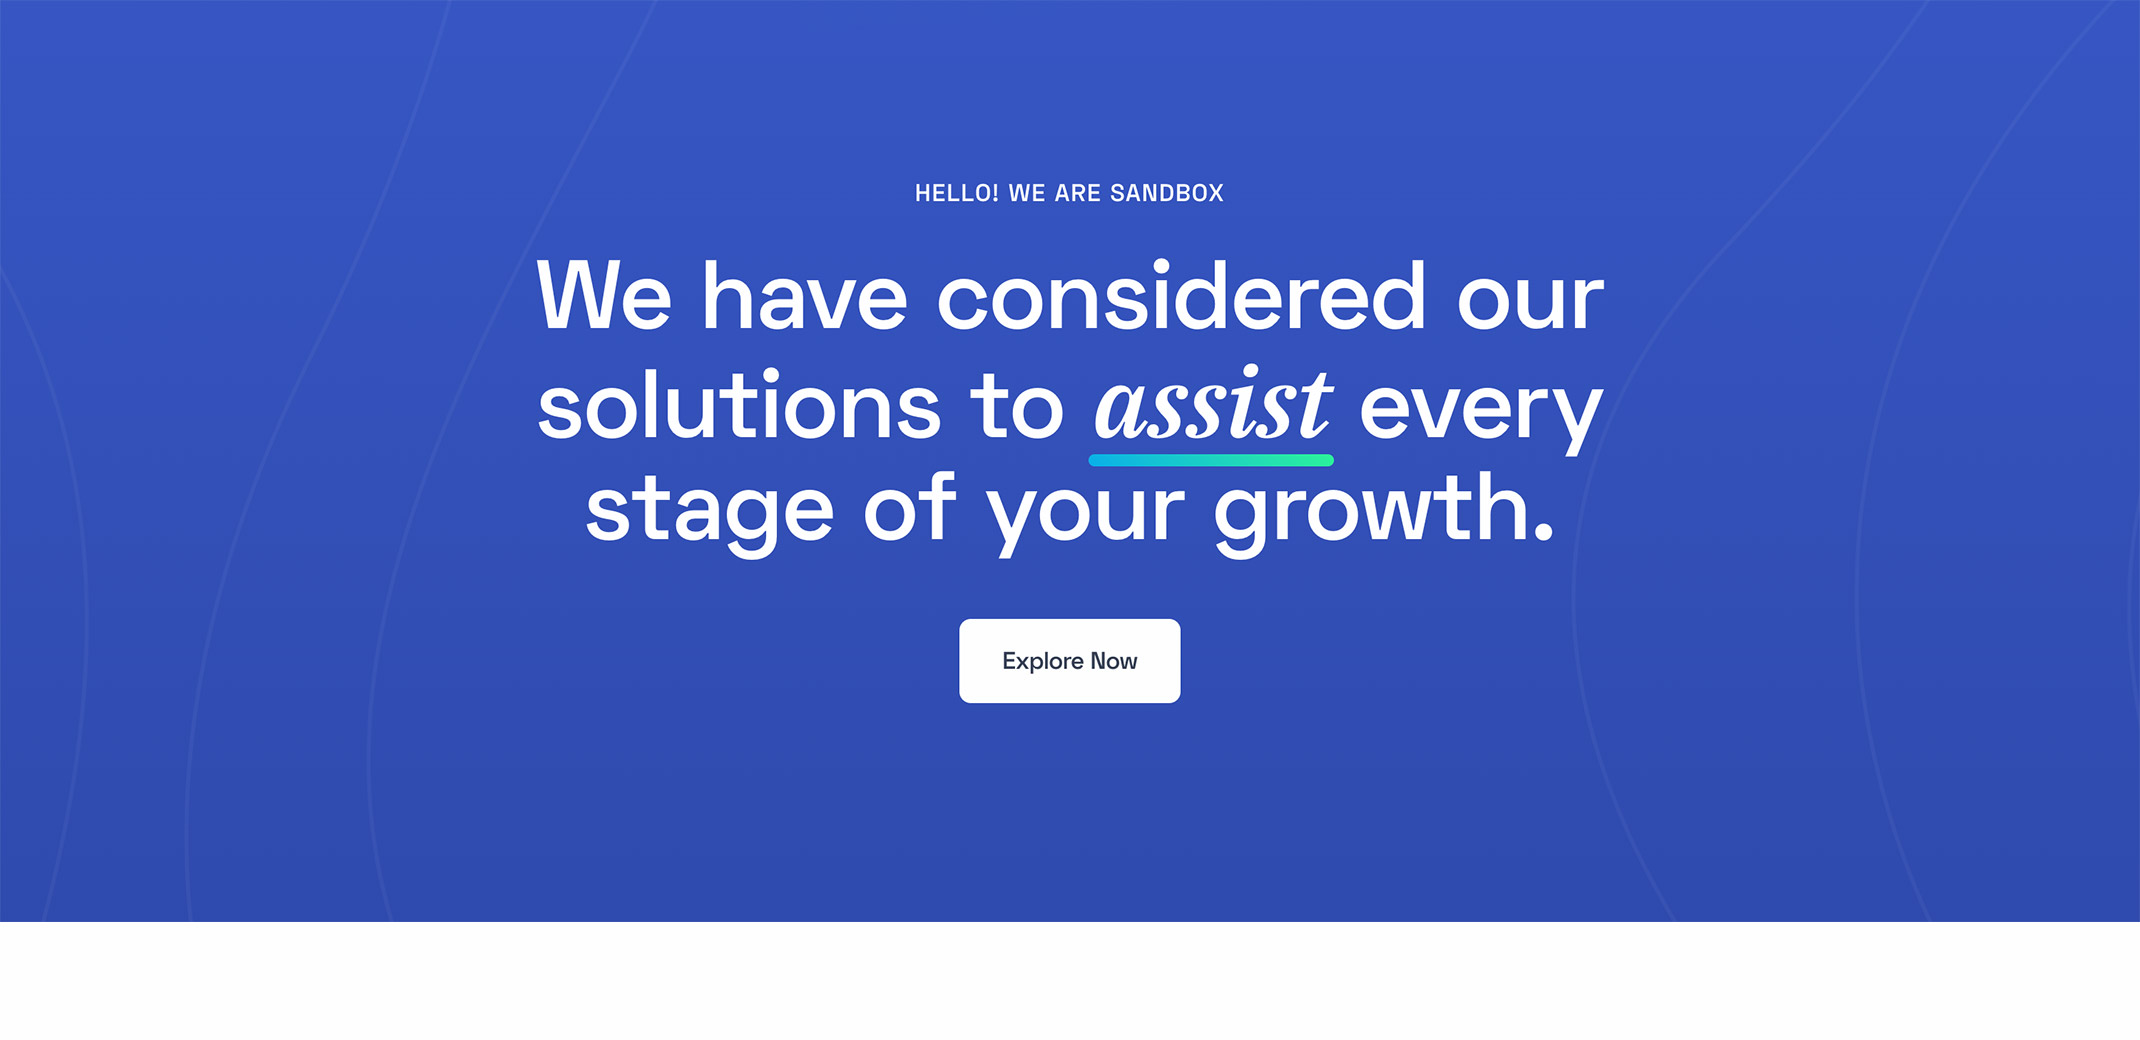 HELLO! WE ARE SANDBOX
We have considered our
solutions to assist every
stage of your growth.
Explore Now